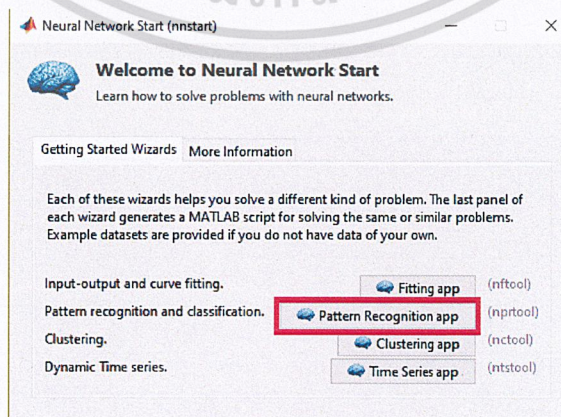 Neural Network Start (nnstart)
Welcome to Neural Network Start
Learn how to solve problems with neural networks.
Getting Started Wizards More Information
Each of these wizards helps you solve a different kind of problem. The last panel of
each wizard generates a MATLAB script for solving the same or similar problems.
Example datasets are provided if you do not have data of your own.
Input-output and curve fitting. Fitting app (nftool)
Pattern recognition and classification. Pattern Recognition app (nprtool)
Clustering. Clustering app (nctool)
Dynamic Time series. Time Series app (ntstool)